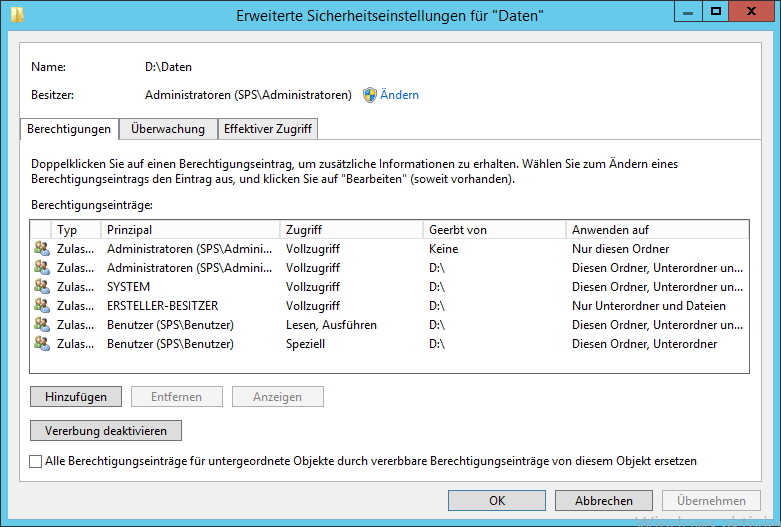 Erweiterte Sicherheitseinstellungen für "Daten"
Name: D:\Daten
Besitzer: Administratoren (SPS\Administratoren) Ändern
Berechtigungen Überwachung Effektiver Zugriff
Doppelklicken Sie auf einen Berechtigungseintrag, um zusätzliche Informationen zu erhalten. Wählen Sie zum Ändern eines
Berechtigungseintrags den Eintrag aus, und klicken Sie auf "Bearbeiten" (soweit vorhanden).
Berechtigungseinträge:
Typ Prinzipal Zugriff Geerbt von Anwenden auf
Zulas... Administratoren (SPS\Admini... Vollzugriff Keine Nur diesen Ordner
Zulas... Administratoren (SPS\Admini... Vollzugriff D:\ Diesen Ordner, Unterordner un...
Zulas... SYSTEM Vollzugriff D:\ Diesen Ordner, Unterordner un...
Zulas... ERSTELLER-BESITZER Vollzugriff D:\ Nur Unterordner und Dateien
Zulas... Benutzer (SPS\Benutzer) Lesen, Ausführen D:\ Diesen Ordner, Unterordner un...
Zulas... Benutzer (SPS\Benutzer) Speziell D:\ Diesen Ordner, Unterordner
Hinzufügen Entfernen Anzeigen
Vererbung deaktivieren
Alle Berechtigungseinträge für untergeordnete Objekte durch vererbbare Berechtigungseinträge von diesem Objekt ersetzen
OK Abbrechen Übernehmen